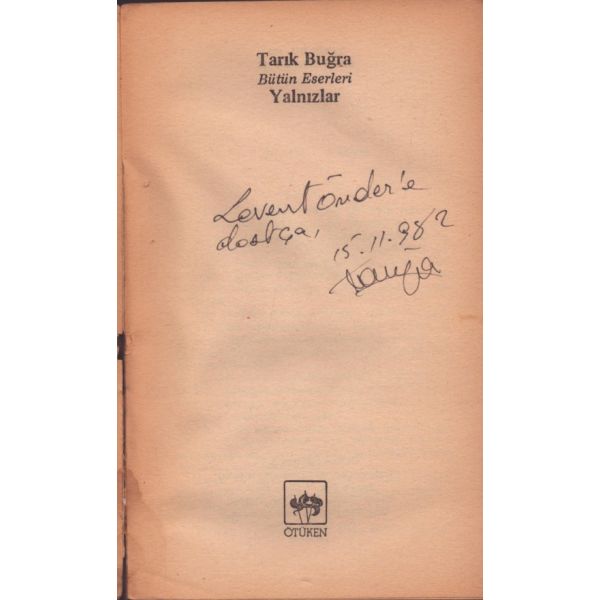 Tarık Buğra
Bütün Eserleri
Yalnızlar
Levent Önder'e
dostça,
15.11.982
ÖTÜKEN